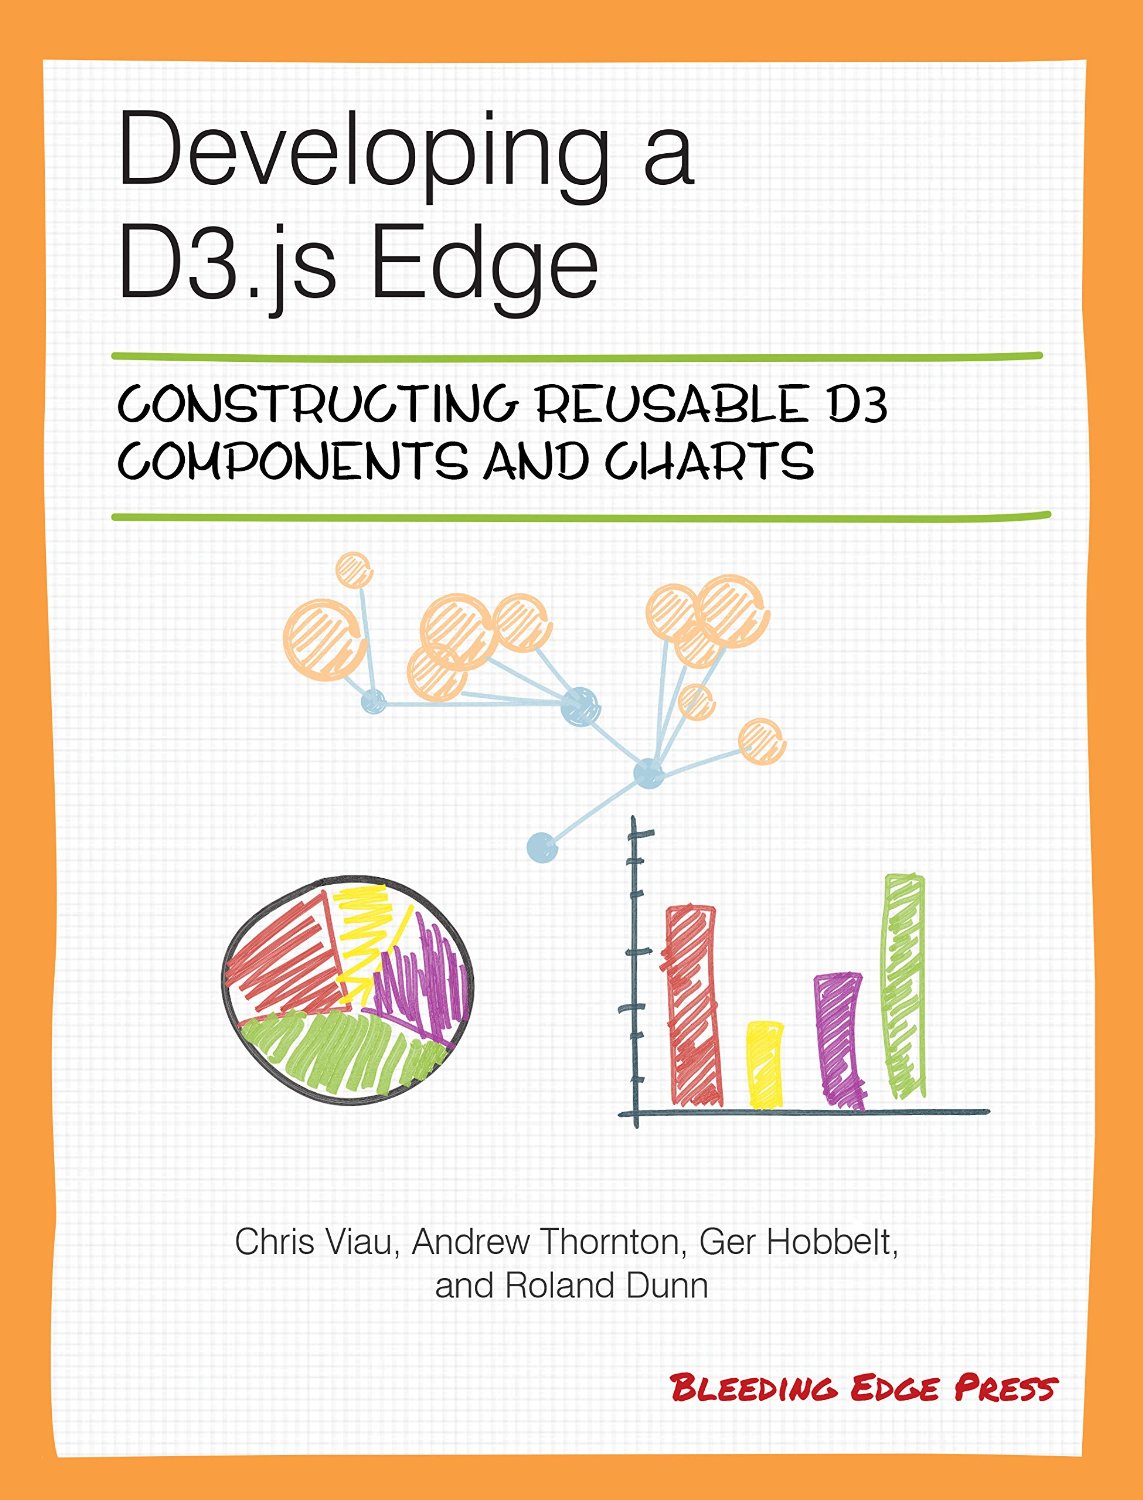 Developing a
D3.js Edge
CONSTRUCTING REUSABLE D3
COMPONENTS AND CHARTS
Chris Viau, Andrew Thornton, Ger Hobbelt,
and Roland Dunn
BLEEDING EDGE PRESS